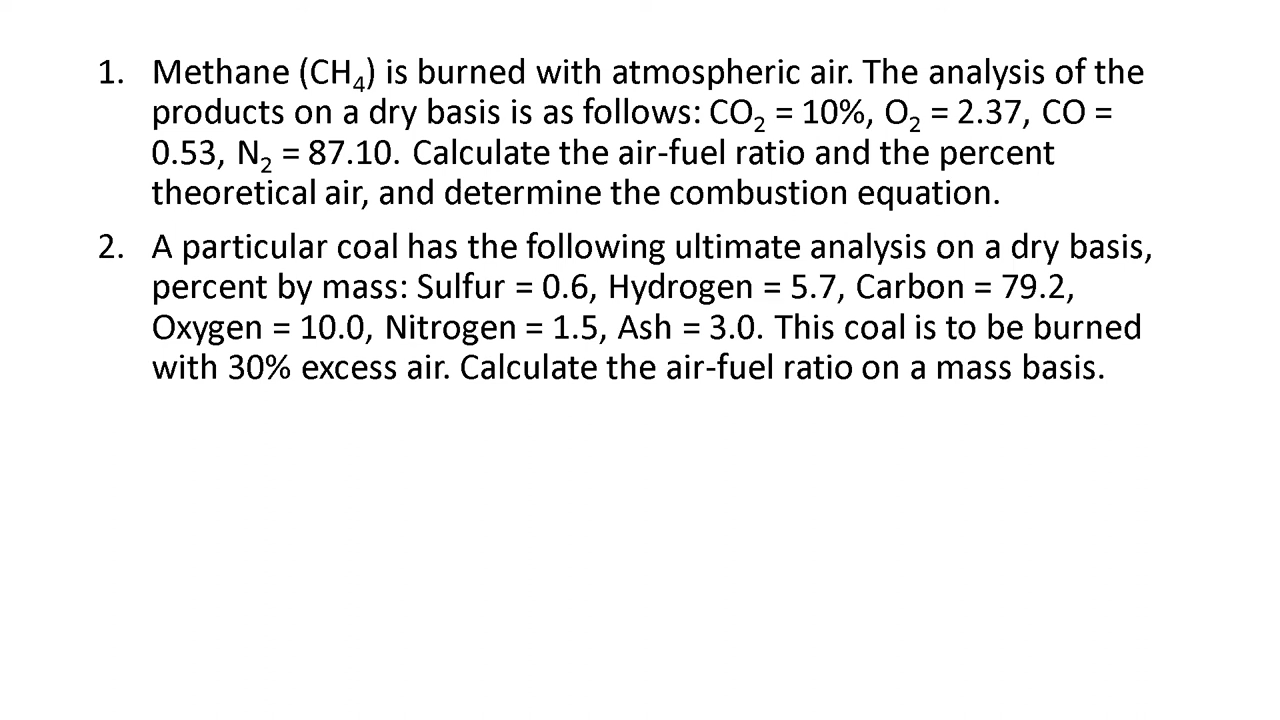 1. Methane (CH₄) is burned with atmospheric air. The analysis of the
products on a dry basis is as follows: CO₂ = 10%, O₂ = 2.37, CO =
0.53, N₂ = 87.10. Calculate the air-fuel ratio and the percent
theoretical air, and determine the combustion equation.
2. A particular coal has the following ultimate analysis on a dry basis,
percent by mass: Sulfur = 0.6, Hydrogen = 5.7, Carbon = 79.2,
Oxygen = 10.0, Nitrogen = 1.5, Ash = 3.0. This coal is to be burned
with 30% excess air. Calculate the air-fuel ratio on a mass basis.